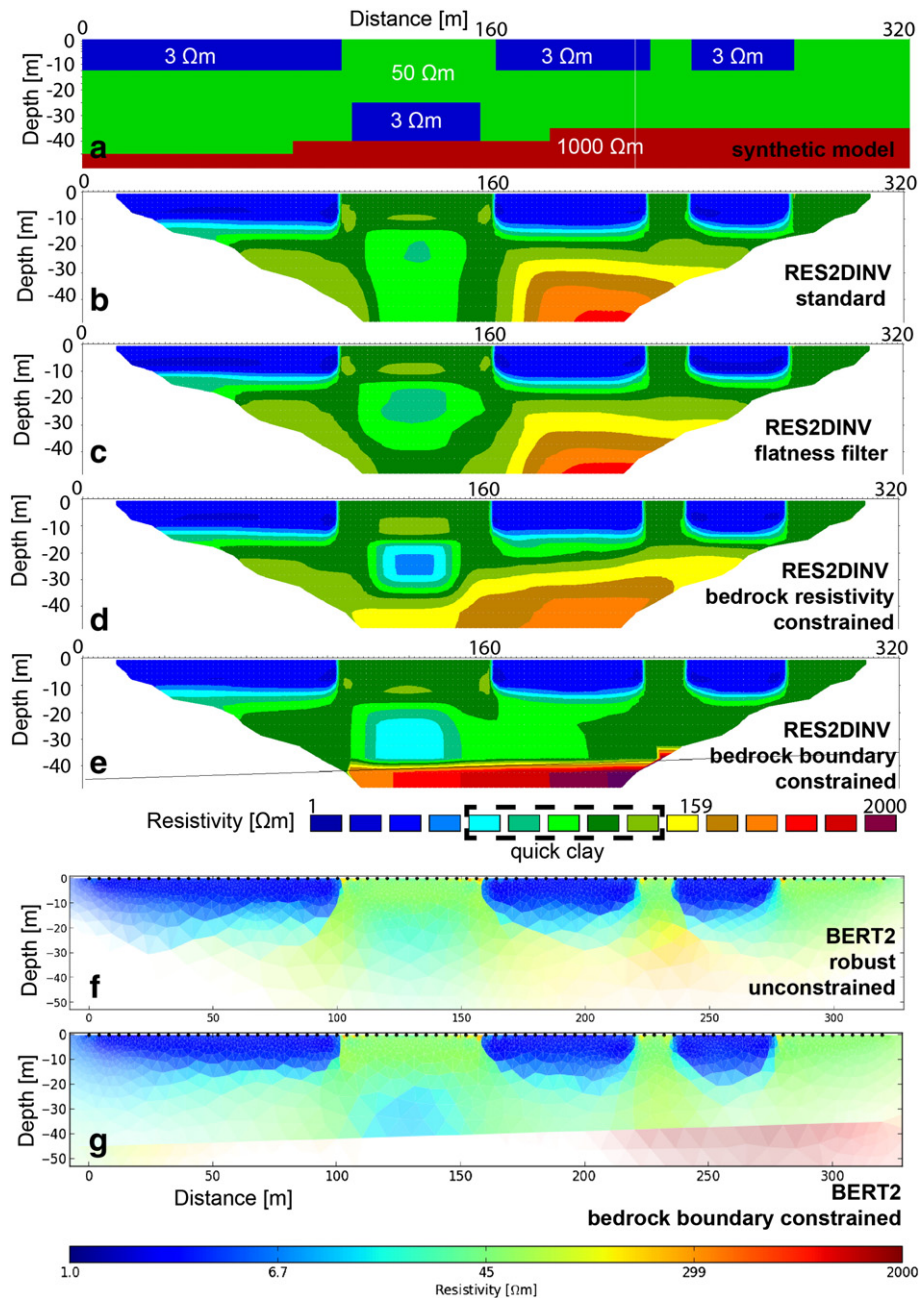 Distance [m]
0 160 320
Depth [m]
0
-10
-20
-30
-40
3 Ωm 3 Ωm 3 Ωm
50 Ωm
3 Ωm
1000 Ωm
a synthetic model
0 160 320
Depth [m]
0
-10
-20
-30
-40
b
RES2DINV
standard
0 160 320
Depth [m]
0
-10
-20
-30
-40
c
RES2DINV
flatness filter
0 160 320
Depth [m]
0
-10
-20
-30
-40
d
RES2DINV
bedrock resistivity
constrained
0 160 320
Depth [m]
0
-10
-20
-30
-40
e
RES2DINV
bedrock boundary
constrained
Resistivity [Ωm] 1 159 2000
quick clay
Depth [m]
0
-10
-20
-30
-40
-50
f
BERT2
robust
unconstrained
0 50 100 150 200 250 300
Depth [m]
0
-10
-20
-30
-40
-50
g
0 50 100 150 200 250 300
Distance [m]
BERT2
bedrock boundary constrained
1.0 6.7 45 299 2000
Resistivity [Ωm]